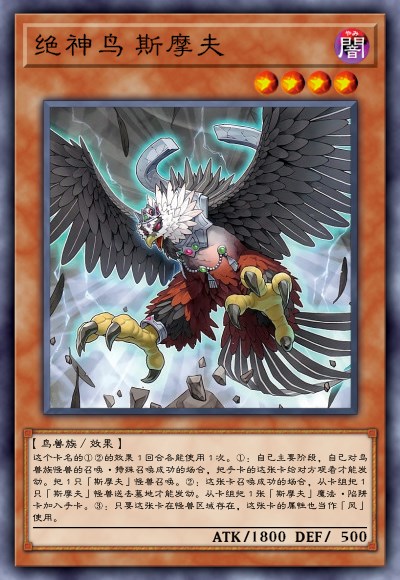 绝神鸟 斯摩夫
やみ
闇
【鸟兽族/效果】
这个卡名的①②的效果1回合各能使用1次。①：自己主要阶段，自己对鸟
兽族怪兽的召唤·特殊召唤成功的场合，把手卡的这张卡给对方观看才能发
动。把1只「斯摩夫」怪兽召唤。②：这张卡召唤成功的场合，从卡组把1
只「斯摩夫」怪兽送去墓地才能发动。从卡组把1张「斯摩夫」魔法·陷阱
卡加入手卡。③：只要这张卡在怪兽区域存在，这张卡的属性也当作「风」
使用。
ATK/1800 DEF/ 500